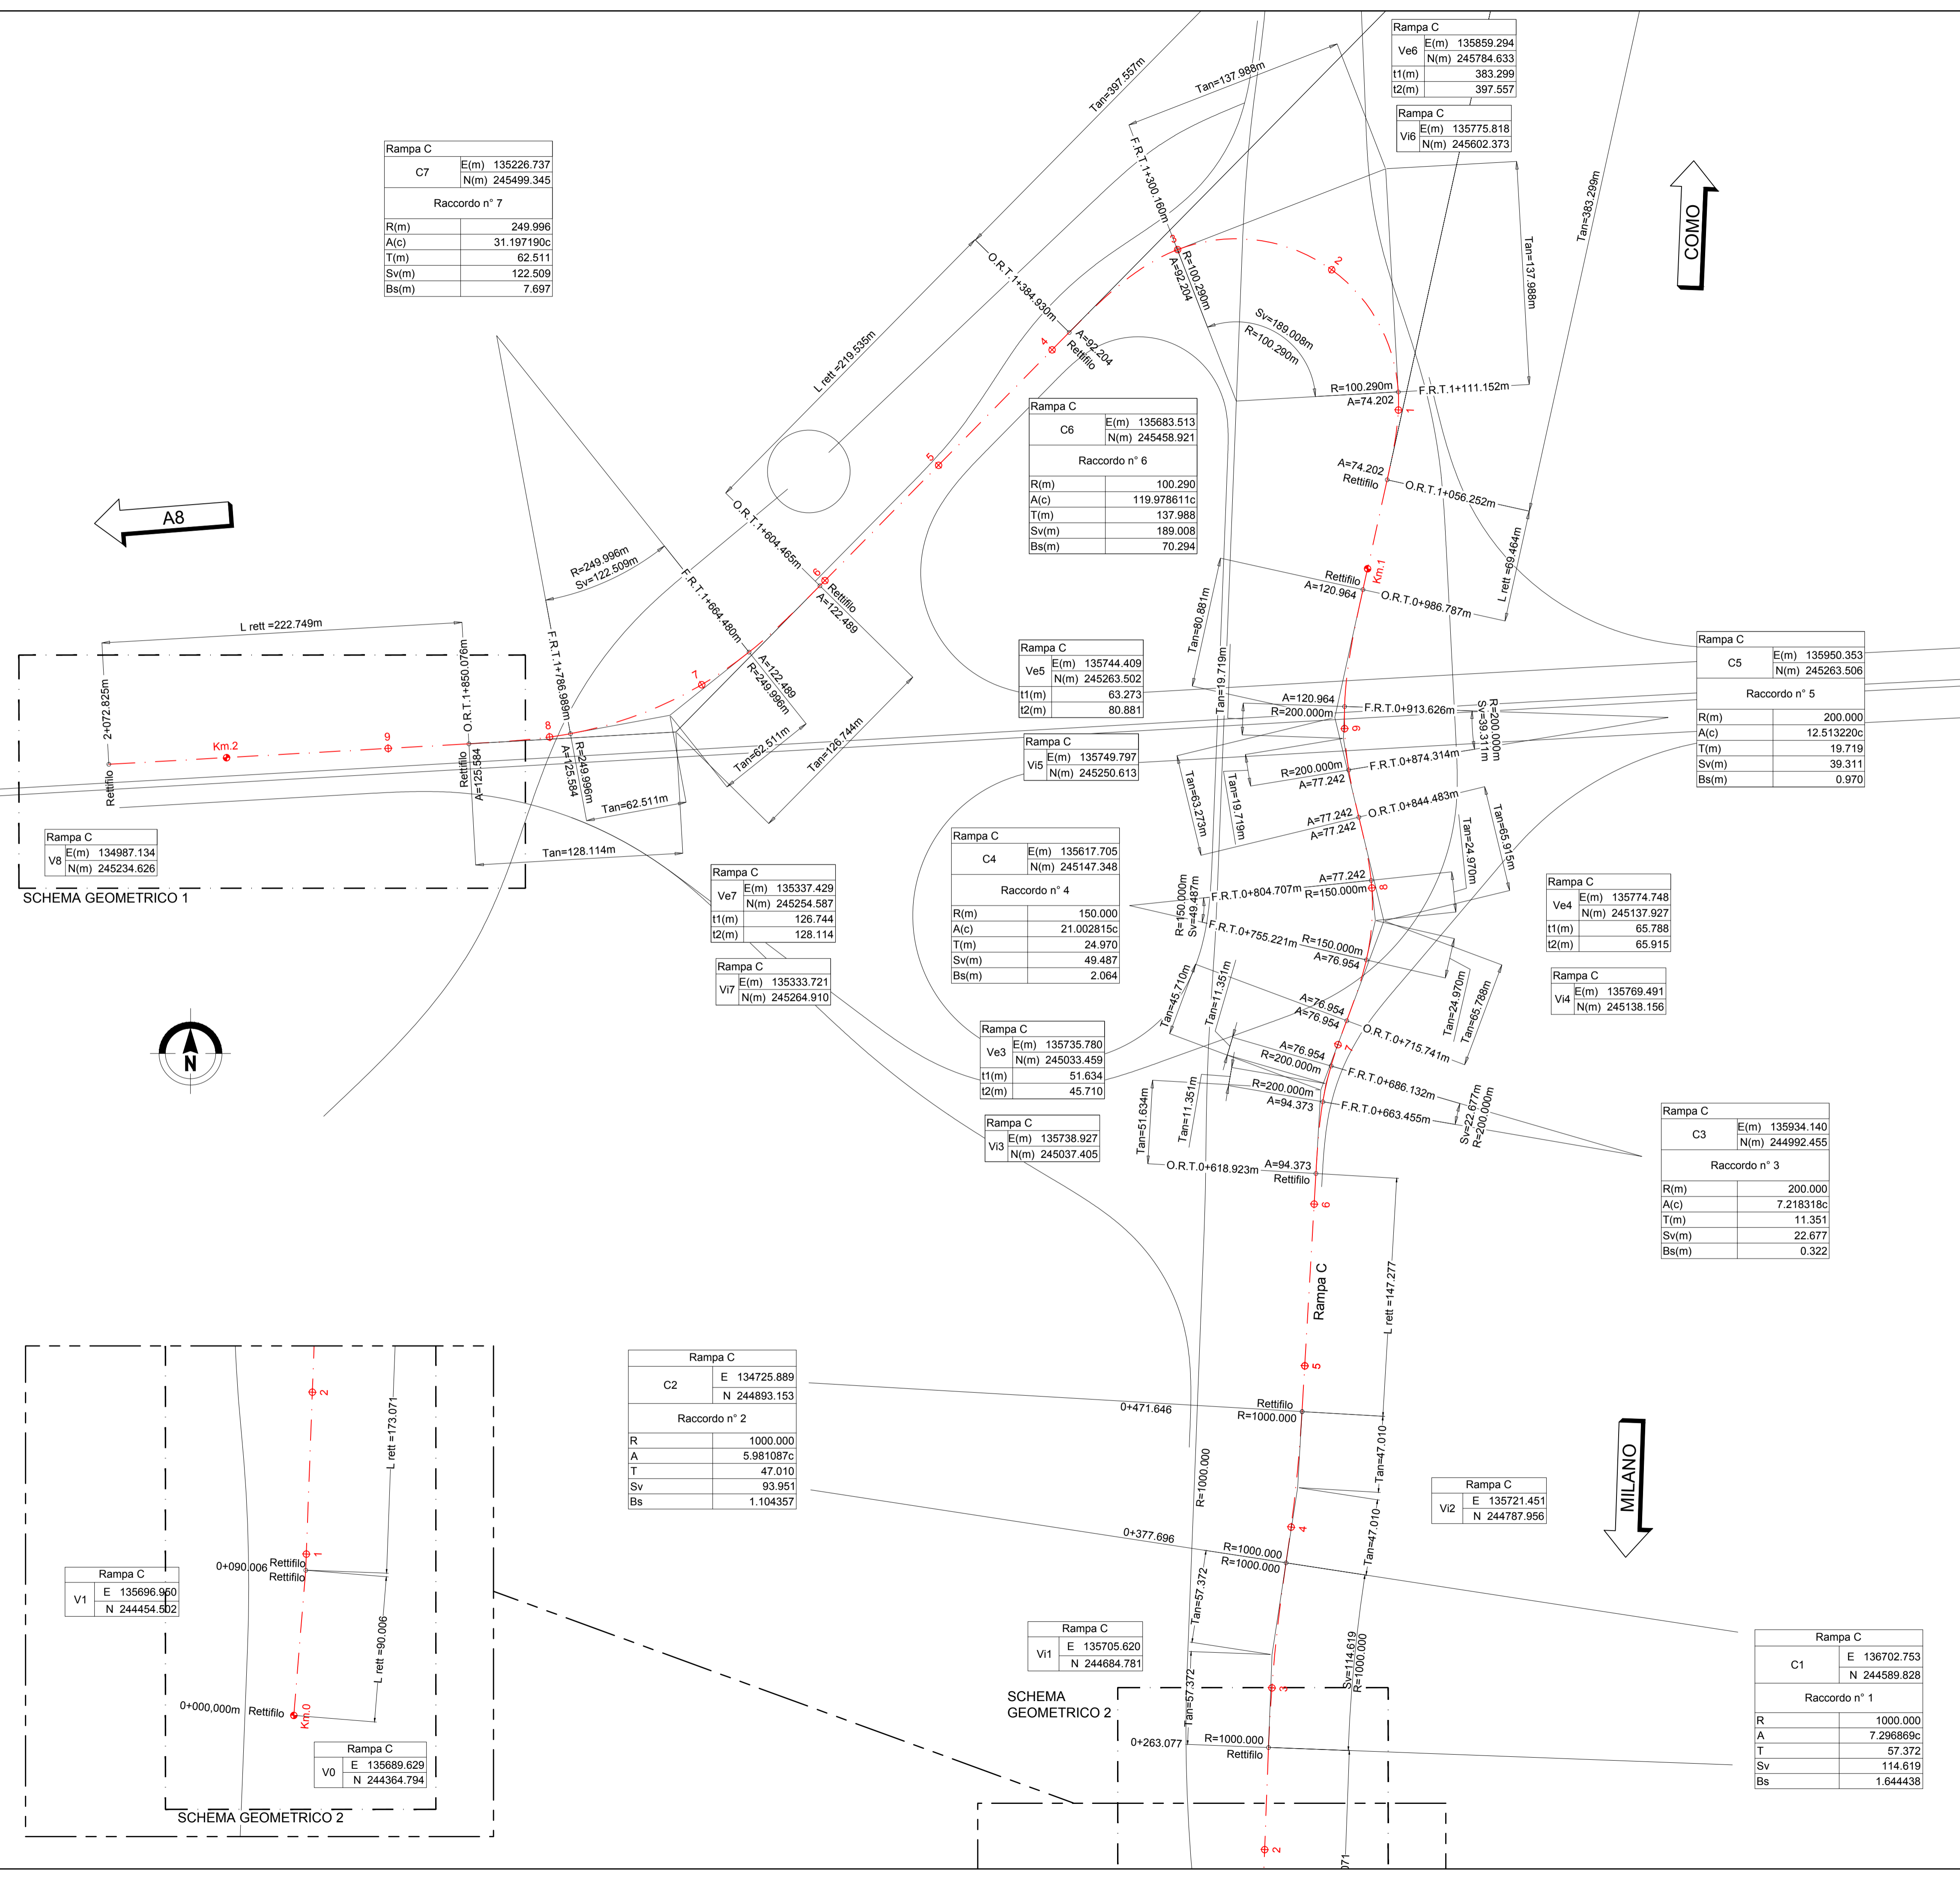 Rampa C
Ve6 E(m) 135859.294
N(m) 245784.633
t1(m) 383.299
t2(m) 397.557
Rampa C
Vi6 E(m) 135775.818
N(m) 245602.373
Tan=397.557m
Tan=137.988m
F.R.T.1+300.160m
Rampa C
C7 E(m) 135226.737
N(m) 245499.345
Raccordo n° 7
R(m) 249.996
A(c) 31.197190c
T(m) 62.511
Sv(m) 122.509
Bs(m) 7.697
COMO
Tan=383.299m
Tan=137.988m
3
R=100.290m
A=92.204
2
O.R.T.1+384.930m
L rett =219.535m
A=92.204
Rettifilo
4
Sv=189.008m
R=100.290m
R=100.290m
A=74.202
F.R.T.1+111.152m
1
Rampa C
C6 E(m) 135683.513
N(m) 245458.921
Raccordo n° 6
R(m) 100.290
A(c) 119.978611c
T(m) 137.988
Sv(m) 189.008
Bs(m) 70.294
5
A=74.202
Rettifilo
O.R.T.1+056.252m
A8
O.R.T.1+604.465m
L rett =69.464m
R=249.996m
Sv=122.509m
F.R.T.1+664.480m
6
Rettifilo
A=122.489
Rettifilo
A=120.964
Km.1
O.R.T.0+986.787m
Tan=80.881m
L rett =222.749m
2+072.825m
Rettifilo
O.R.T.1+850.076m
Rettifilo
A=125.584
F.R.T.1+786.989m
R=249.996m
A=125.584
A=122.489
R=249.996m
7
8
9
Km.2
Tan=62.511m
Tan=126.744m
Tan=62.511m
Tan=128.114m
Tan=19.719m
Rampa C
Ve5 E(m) 135744.409
N(m) 245263.502
t1(m) 63.273
t2(m) 80.881
Rampa C
Vi5 E(m) 135749.797
N(m) 245250.613
A=120.964
R=200.000m
F.R.T.0+913.626m
9
R=200.000m
Sv=39.311m
Rampa C
C5 E(m) 135950.353
N(m) 245263.506
Raccordo n° 5
R(m) 200.000
A(c) 12.513220c
T(m) 19.719
Sv(m) 39.311
Bs(m) 0.970
R=200.000m
A=77.242
F.R.T.0+874.314m
Tan=63.273m
Tan=19.719m
A=77.242
A=77.242
O.R.T.0+844.483m
Tan=65.915m
Tan=24.970m
Rampa C
V8 E(m) 134987.134
N(m) 245234.626
SCHEMA GEOMETRICO 1
Rampa C
Ve7 E(m) 135337.429
N(m) 245254.587
t1(m) 126.744
t2(m) 128.114
Rampa C
Vi7 E(m) 135333.721
N(m) 245264.910
Rampa C
C4 E(m) 135617.705
N(m) 245147.348
Raccordo n° 4
R(m) 150.000
A(c) 21.002815c
T(m) 24.970
Sv(m) 49.487
Bs(m) 2.064
R=150.000m
Sv=49.487m
A=77.242
F.R.T.0+804.707m
R=150.000m
8
F.R.T.0+755.221m
R=150.000m
A=76.954
Rampa C
Ve4 E(m) 135774.748
N(m) 245137.927
t1(m) 65.788
t2(m) 65.915
Rampa C
Vi4 E(m) 135769.491
N(m) 245138.156
Tan=45.710m
Tan=11.351m
Tan=24.970m
Tan=65.788m
A=76.954
A=76.954
O.R.T.0+715.741m
7
N
Rampa C
Ve3 E(m) 135735.780
N(m) 245033.459
t1(m) 51.634
t2(m) 45.710
Rampa C
Vi3 E(m) 135738.927
N(m) 245037.405
A=76.954
R=200.000m
F.R.T.0+686.132m
R=200.000m
A=94.373
F.R.T.0+663.455m
Sv=22.677m
R=200.000m
Tan=51.634m
Tan=11.351m
O.R.T.0+618.923m
A=94.373
Rettifilo
6
Rampa C
C3 E(m) 135934.140
N(m) 244992.455
Raccordo n° 3
R(m) 200.000
A(c) 7.218318c
T(m) 11.351
Sv(m) 22.677
Bs(m) 0.322
Rampa C
L rett =147.277
5
Rampa C
C2 E 134725.889
N 244893.153
Raccordo n° 2
R 1000.000
A 5.981087c
T 47.010
Sv 93.951
Bs 1.104357
0+471.646
Rettifilo
R=1000.000
Tan=47.010
R=1000.000
Rampa C
Vi2 E 135721.451
N 244787.956
MILANO
4
Tan=47.010
0+377.696
R=1000.000
R=1000.000
Tan=57.372
2
L rett =173.071
1
0+090.006
Rettifilo
Rettifilo
L rett =90.006
Rampa C
V1 E 135696.950
N 244454.502
0+000,000m Rettifilo
Km.0
Rampa C
V0 E 135689.629
N 244364.794
SCHEMA GEOMETRICO 2
Rampa C
Vi1 E 135705.620
N 244684.781
Sv=114.619
R=1000.000
Tan=57.372
SCHEMA
GEOMETRICO 2
3
0+263.077
R=1000.000
Rettifilo
Rampa C
C1 E 136702.753
N 244589.828
Raccordo n° 1
R 1000.000
A 7.296869c
T 57.372
Sv 114.619
Bs 1.644438
2
071